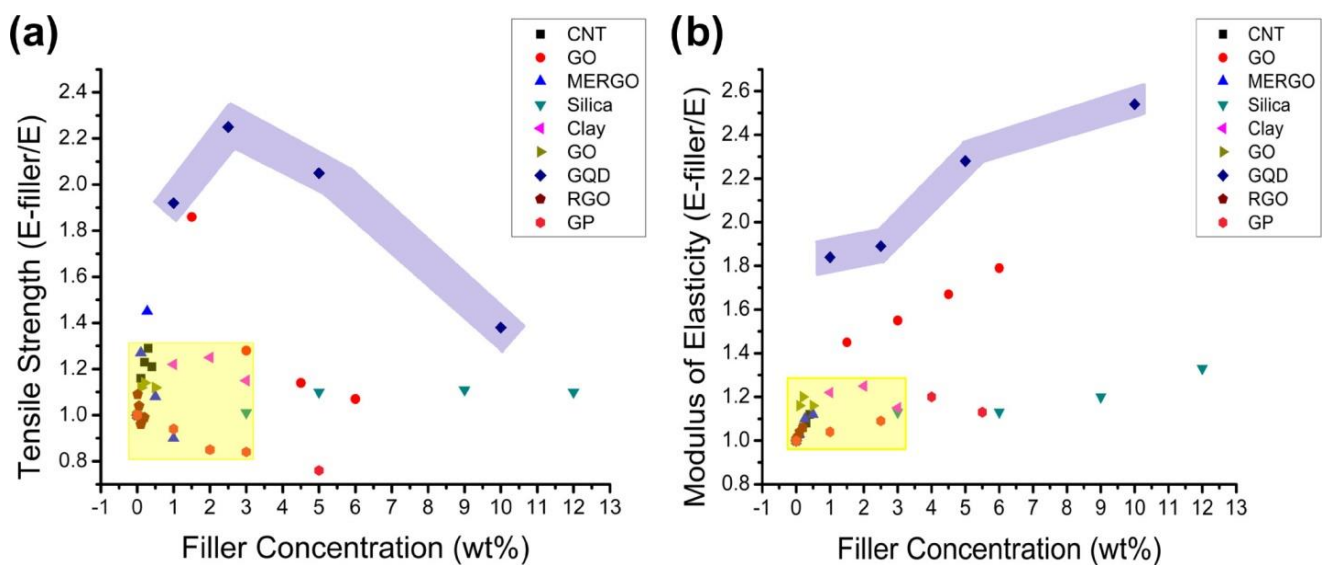 (a)
CNT
GO
MERGO
Silica
Clay
GO
GQD
RGO
GP
Tensile Strength (E-filler/E)
2.4
2.2
2.0
1.8
1.6
1.4
1.2
1.0
0.8
-1 0 1 2 3 4 5 6 7 8 9 10 11 12 13
Filler Concentration (wt%)
(b)
CNT
GO
MERGO
Silica
Clay
GO
GQD
RGO
GP
Modulus of Elasticity (E-filler/E)
2.6
2.4
2.2
2.0
1.8
1.6
1.4
1.2
1.0
0.8
-1 0 1 2 3 4 5 6 7 8 9 10 11 12 13
Filler Concentration (wt%)